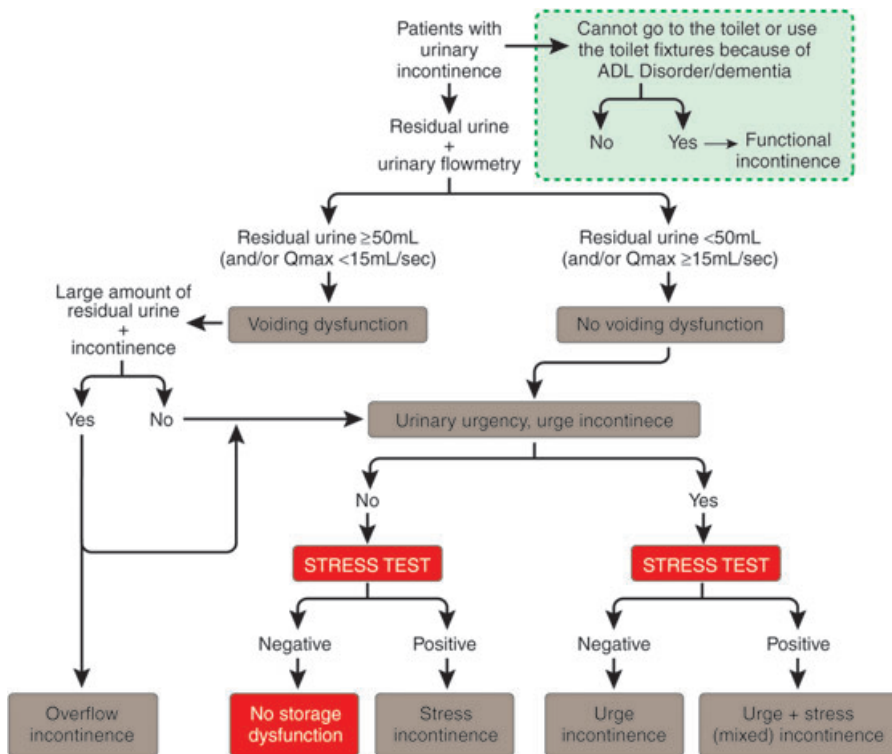 Patients with
urinary
incontinence
Cannot go to the toilet or use
the toilet fixtures because of
ADL Disorder/dementia
No
Yes
Functional
incontinence
Residual urine
+
urinary flowmetry
Residual urine ≥50mL
(and/or Qmax <15mL/sec)
Residual urine <50mL
(and/or Qmax ≥15mL/sec)
Large amount of
residual urine
+
incontinence
Voiding dysfunction
No voiding dysfunction
Yes
No
Urinary urgency, urge incontinece
No
Yes
STRESS TEST
STRESS TEST
Negative
Positive
Negative
Positive
Overflow
incontinence
No storage
dysfunction
Stress
incontinence
Urge
incontinence
Urge + stress
(mixed) incontinence